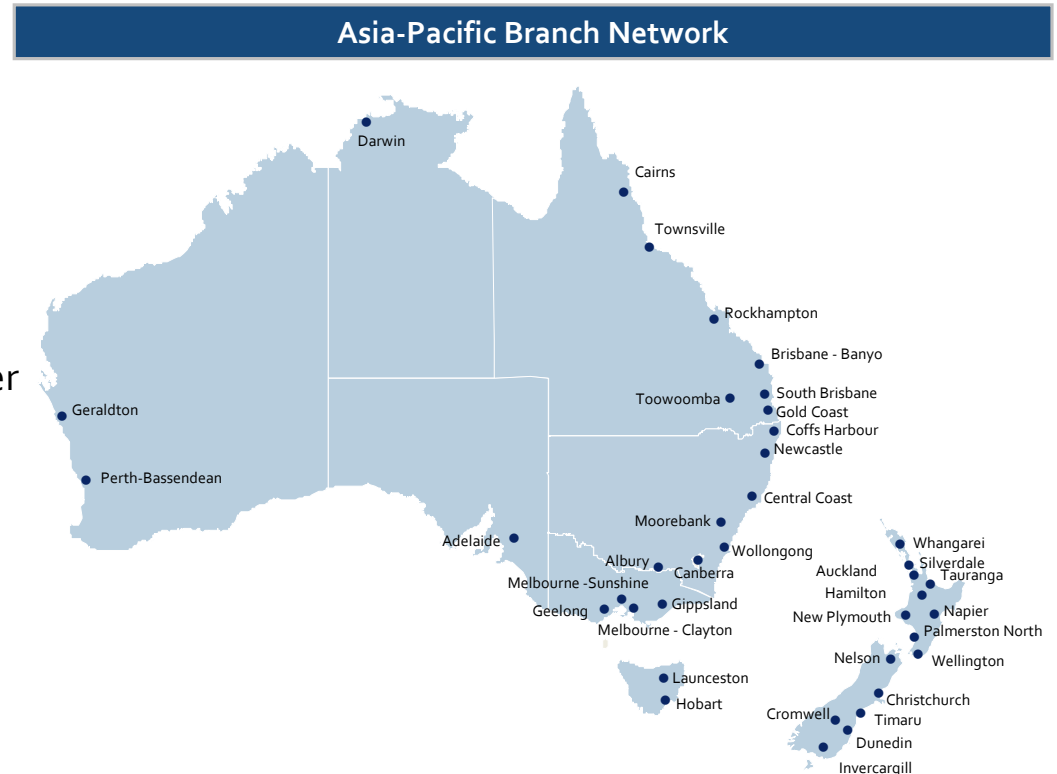 Asia-Pacific Branch Network
Darwin
Cairns
Townsville
Rockhampton
Brisbane - Banyo
er
South Brisbane
Toowoomba
Geraldton
Gold Coast
Coffs Harbour
Newcastle
Perth-Bassendean
Central Coast
Moorebank
Adelaide
Wollongong
Whangarei
Albury
Silverdale
Canberra
Auckland
Tauranga
Melbourne -Sunshine
Hamilton
Geelong
Gippsland
Napier
New Plymouth
Melbourne - Clayton
Palmerston North
Nelson
Wellington
Launceston
Christchurch
Hobart
Cromwell
Timaru
Dunedin
Invercargill